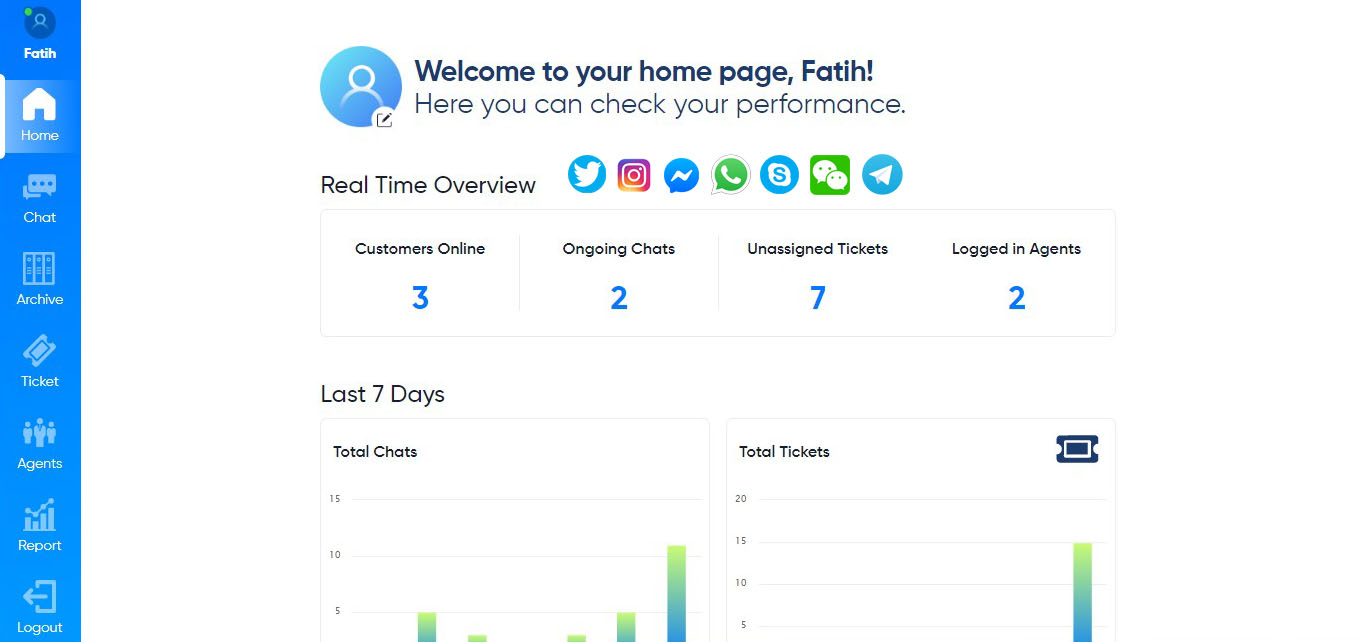 Fatih
Home
Chat
Archive
Ticket
Agents
Report
Logout
Welcome to your home page, Fatih!
Here you can check your performance.
Real Time Overview
Customers Online
3
Ongoing Chats
2
Unassigned Tickets
7
Logged in Agents
2
Last 7 Days
Total Chats
15
10
5
Total Tickets
20
15
10
5